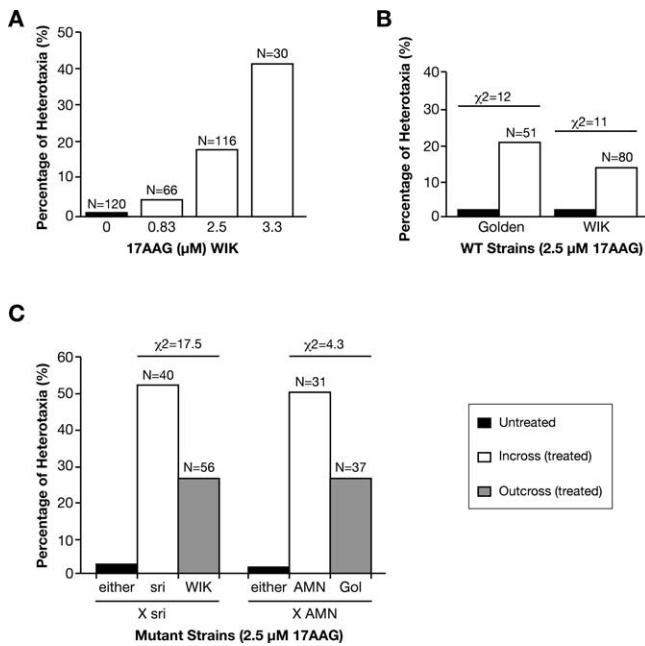 A
Percentage of Heterotaxia (%)
50
40
30
20
10
0
N=120
N=66
N=116
N=30
0 0.83 2.5 3.3
17AAG (µM) WIK
B
Percentage of Heterotaxia (%)
40
30
20
10
0
χ2=12
χ2=11
N=51
N=80
Golden WIK
WT Strains (2.5 µM 17AAG)
C
Percentage of Heterotaxia (%)
60
50
40
30
20
10
0
χ2=17.5
χ2=4.3
N=40
N=56
N=31
N=37
either sri WIK either AMN Gol
X sri X AMN
Mutant Strains (2.5 µM 17AAG)
Untreated
Incross (treated)
Outcross (treated)